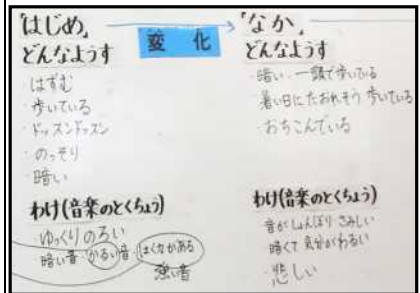 「はじめ」
どんなようす
はずむ
・歩いている
・ドッスンドッスン
・のっそり
・暗い
わけ(音楽のとくちょう)
・ゆっくり のろい
暗い音・かるい音・はく力がある
強い音
変化
「なか」
どんなようす
・暗い・一頭で歩いている
・暑い日にたおれそう 歩いている
・おちこんでいる
わけ(音楽のとくちょう)
音がしょんぼり・さみしい
暗くて 気分がわるい
・悲しい